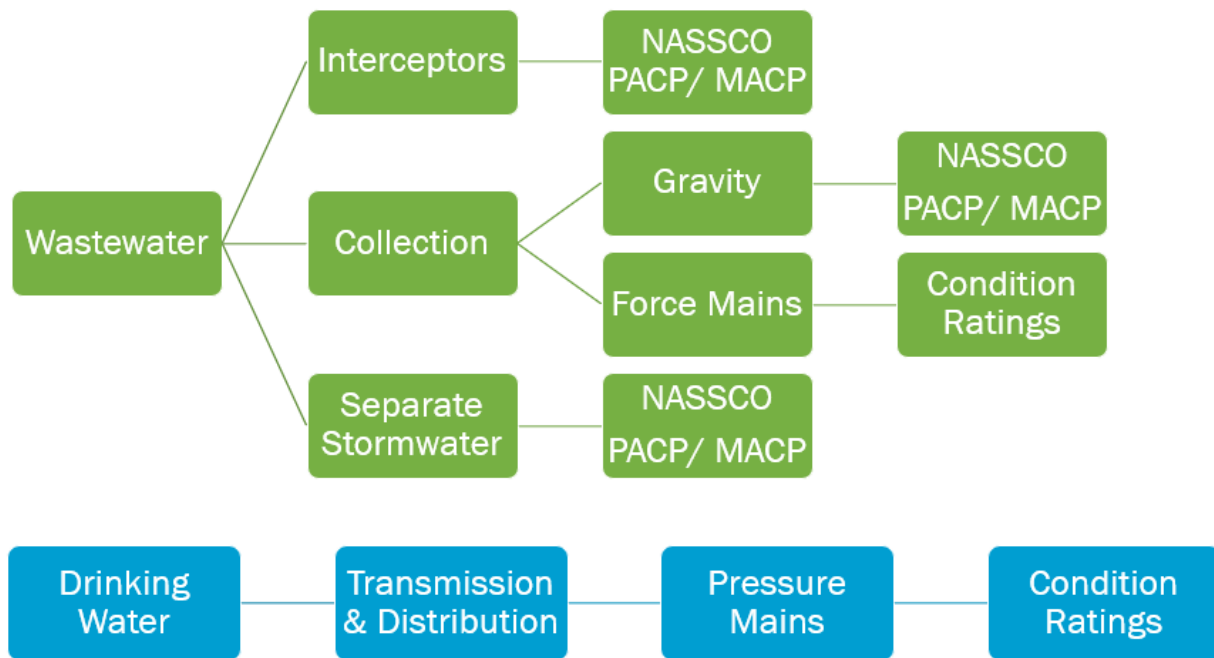 Interceptors
NASSCO
PACP/ MACP
Wastewater
Collection
Gravity
NASSCO
PACP/ MACP
Force Mains
Condition
Ratings
Separate
Stormwater
NASSCO
PACP/ MACP
Drinking
Water
Transmission
& Distribution
Pressure
Mains
Condition
Ratings